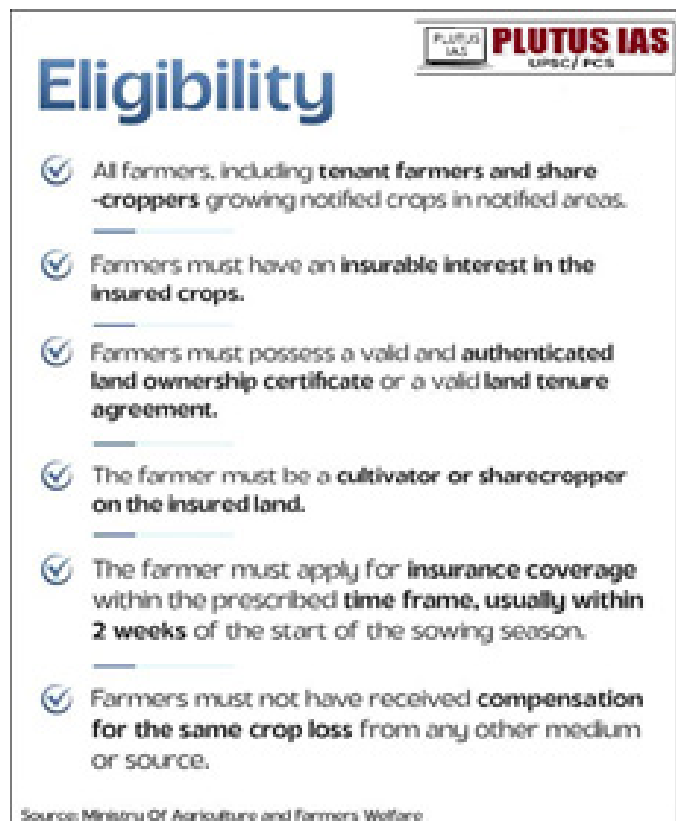 PLUTUS IAS
PLUTUS IAS
UPSC/ PCS
Eligibility
All farmers, including tenant farmers and share
-croppers growing notified crops in notified areas.
Farmers must have an insurable interest in the
insured crops.
Farmers must possess a valid and authenticated
land ownership certificate or a valid land tenure
agreement.
The farmer must be a cultivator or sharecropper
on the insured land.
The farmer must apply for insurance coverage
within the prescribed time frame, usually within
2 weeks of the start of the sowing season.
Farmers must not have received compensation
for the same crop loss from any other medium
or source.
Source: Ministry Of Agriculture and Farmers Welfare